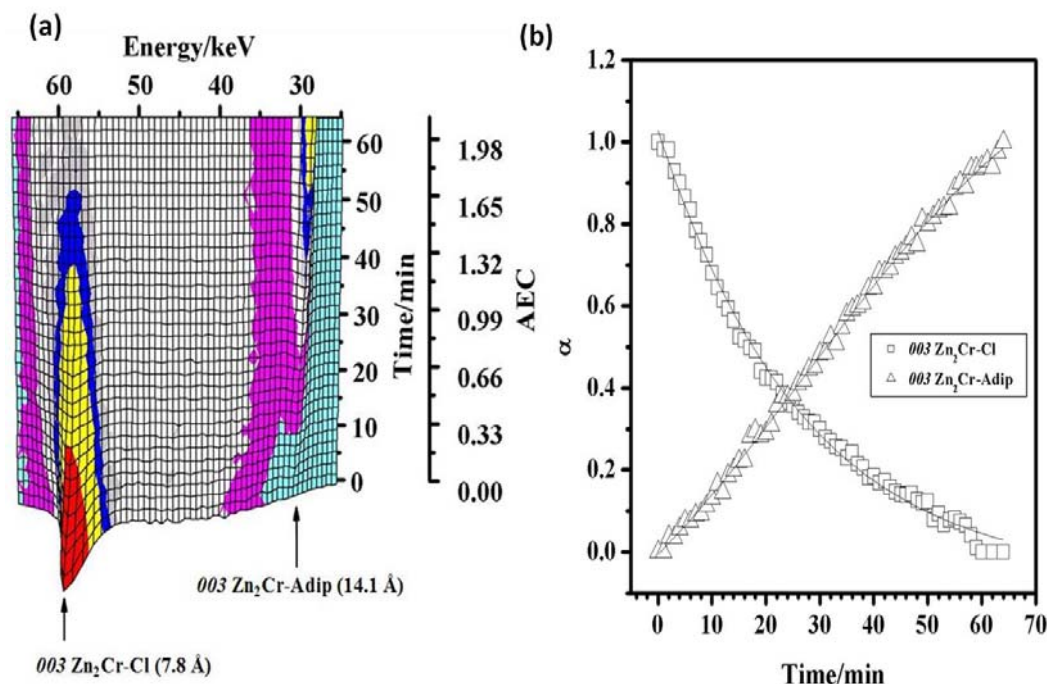 (a)
Energy/keV
60 50 40 30
60
50
40
30
20
10
0
Time/min
1.98
1.65
1.32
0.99
0.66
0.33
0.00
AEC
003 Zn₂Cr-Adip (14.1 Å)
003 Zn₂Cr-Cl (7.8 Å)
(b)
1.2
1.0
0.8
0.6
0.4
0.2
0.0
α
003 Zn₂Cr-Cl
003 Zn₂Cr-Adip
0 10 20 30 40 50 60 70
Time/min